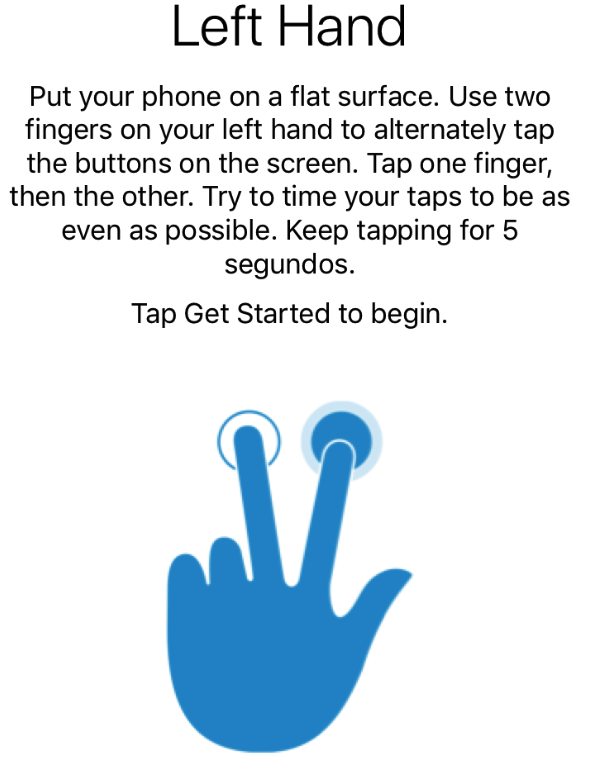 Left Hand
Put your phone on a flat surface. Use two
fingers on your left hand to alternately tap
the buttons on the screen. Tap one finger,
then the other. Try to time your taps to be as
even as possible. Keep tapping for 5
segundos.
Tap Get Started to begin.